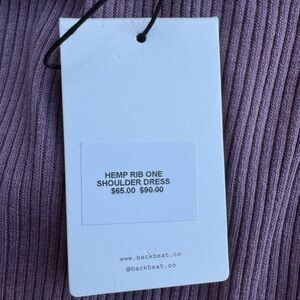 HEMP RIB ONE
SHOULDER DRESS
$65.00 $90.00
www.backbeat.co
@backbeat.co